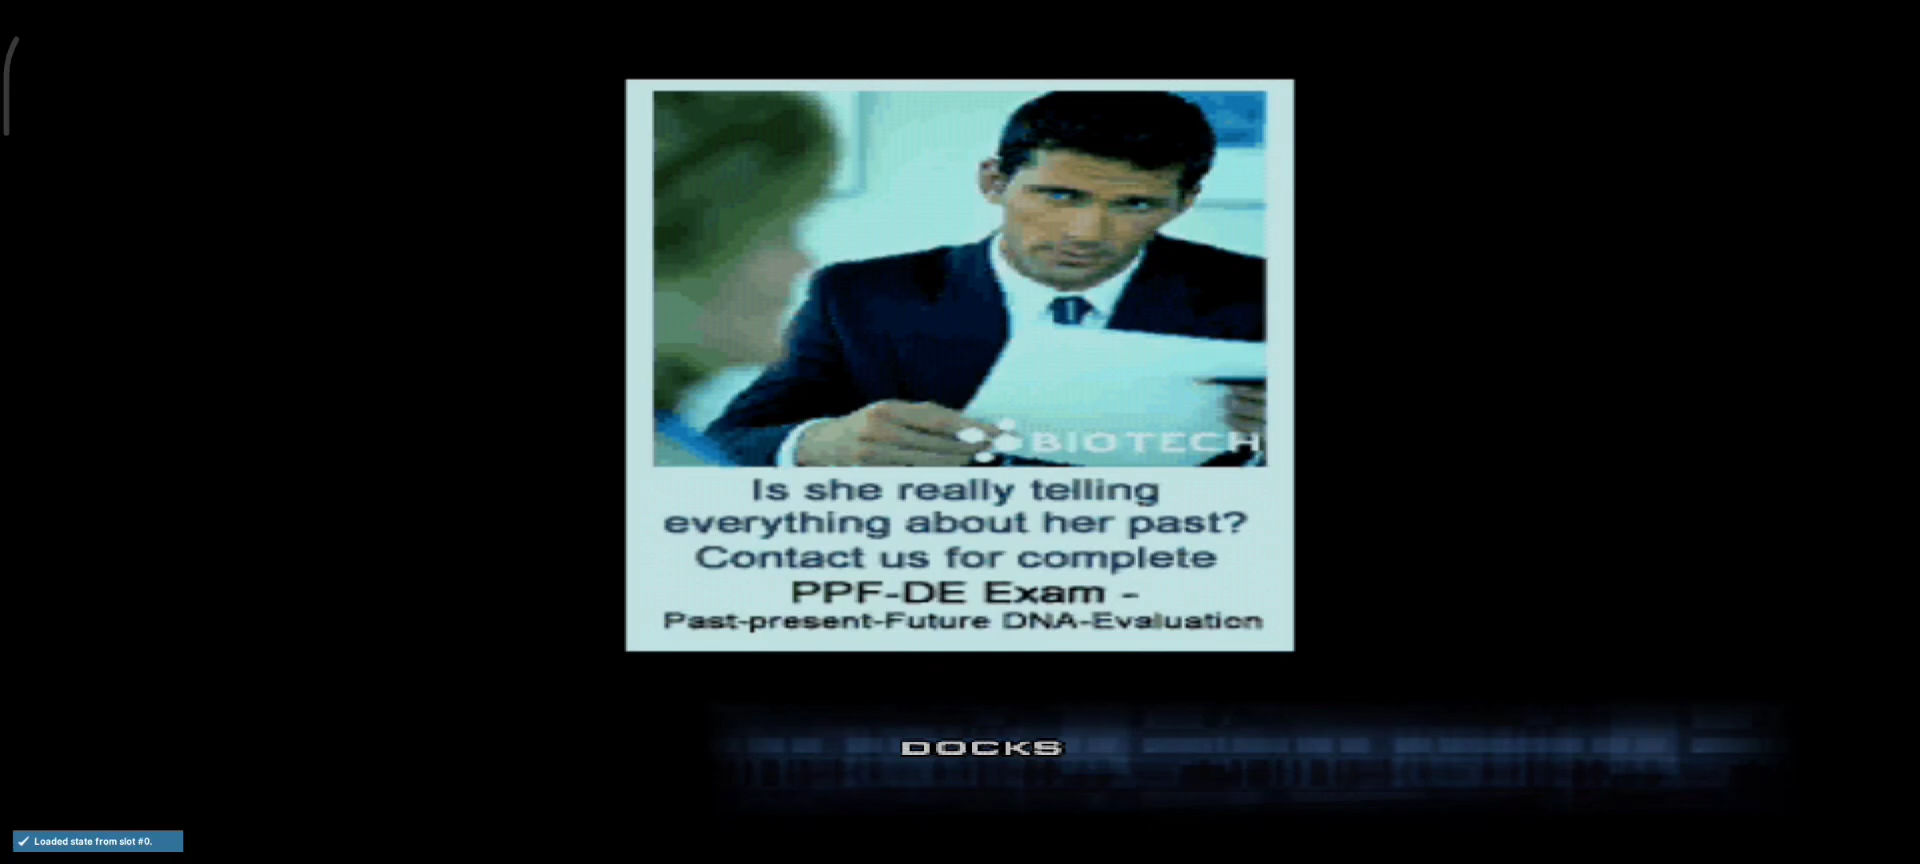 BIOTECH
Is she really telling
everything about her past?
Contact us for complete
PPF-DE Exam -
Past-present-Future DNA-Evaluation
DOCKS
Loaded state from slot #0.